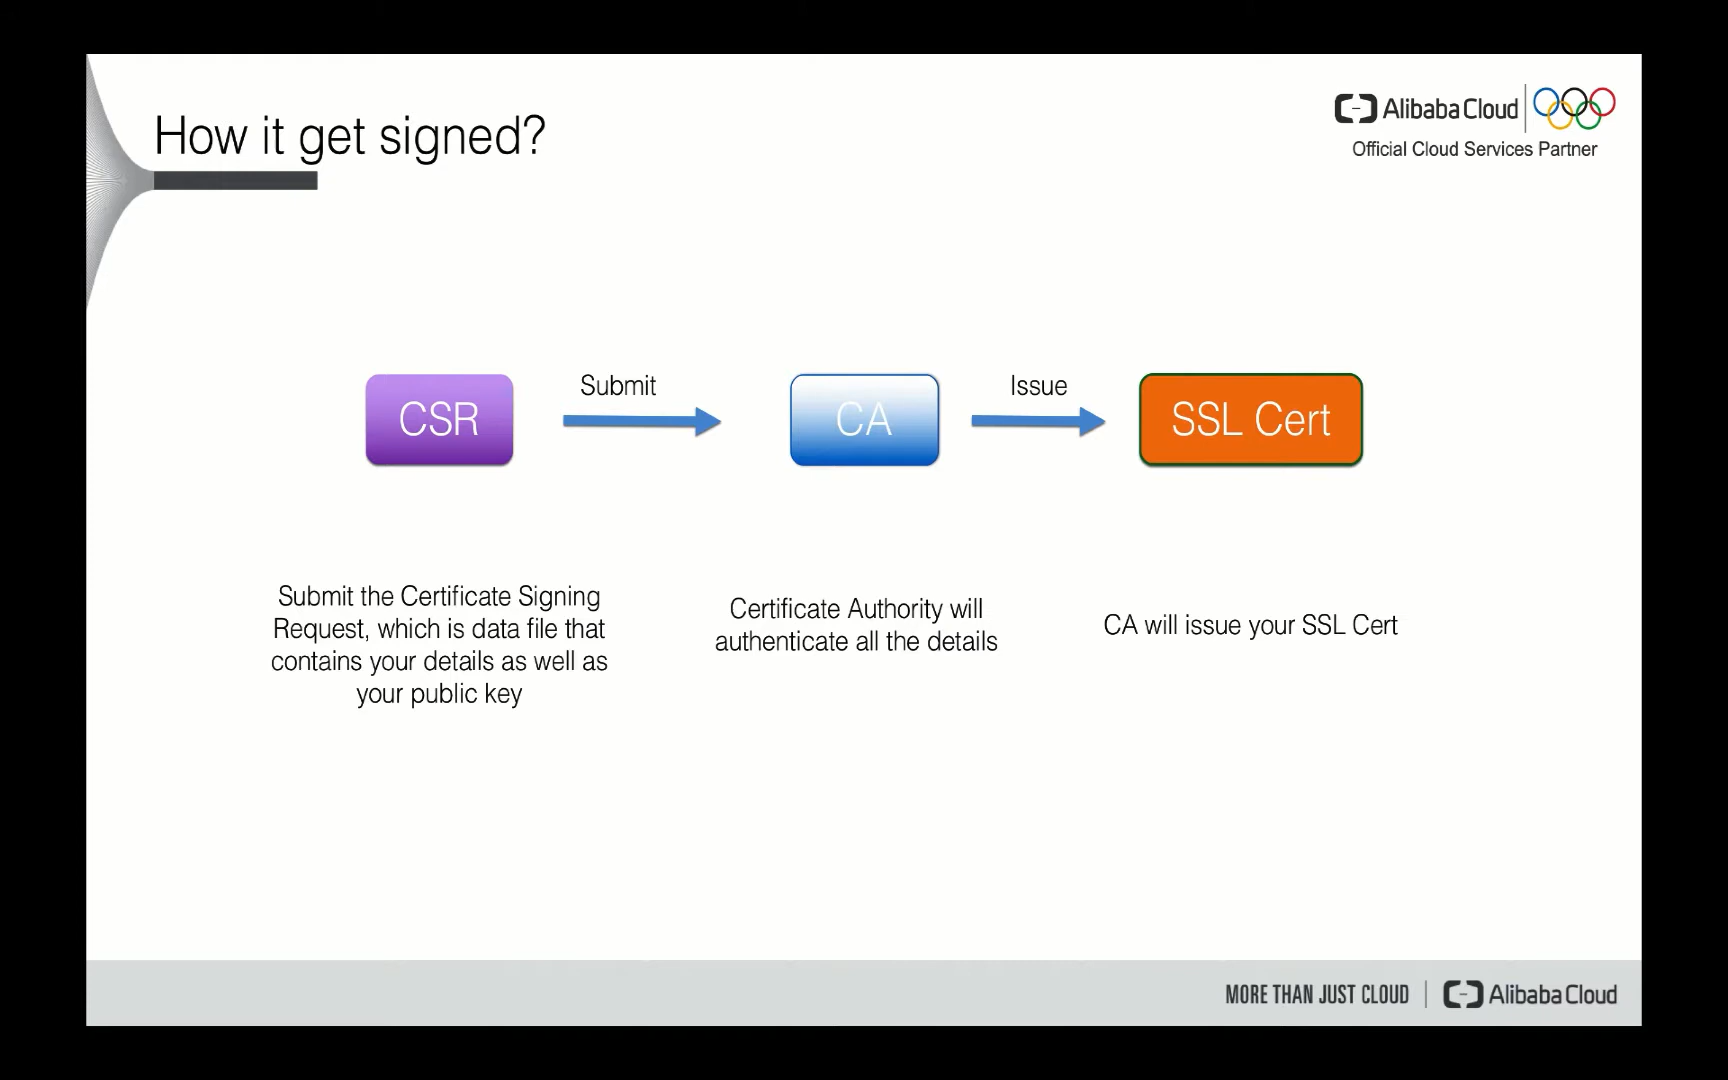 How it get signed?
Alibaba Cloud
Official Cloud Services Partner
CSR
Submit
CA
Issue
SSL Cert
Submit the Certificate Signing
Request, which is data file that
contains your details as well as
your public key
Certificate Authority will
authenticate all the details
CA will issue your SSL Cert
MORE THAN JUST CLOUD
Alibaba Cloud